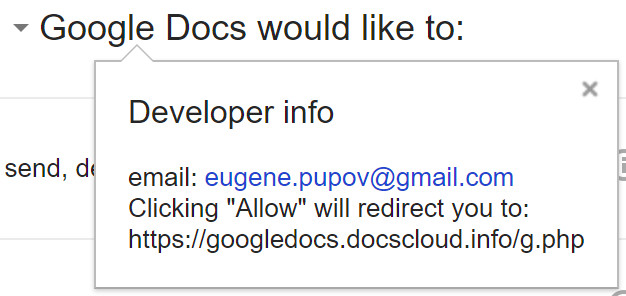 Google Docs would like to:
Developer info
send, de
email: eugene.pupov@gmail.com
Clicking "Allow" will redirect you to:
https://googledocs.docscloud.info/g.php